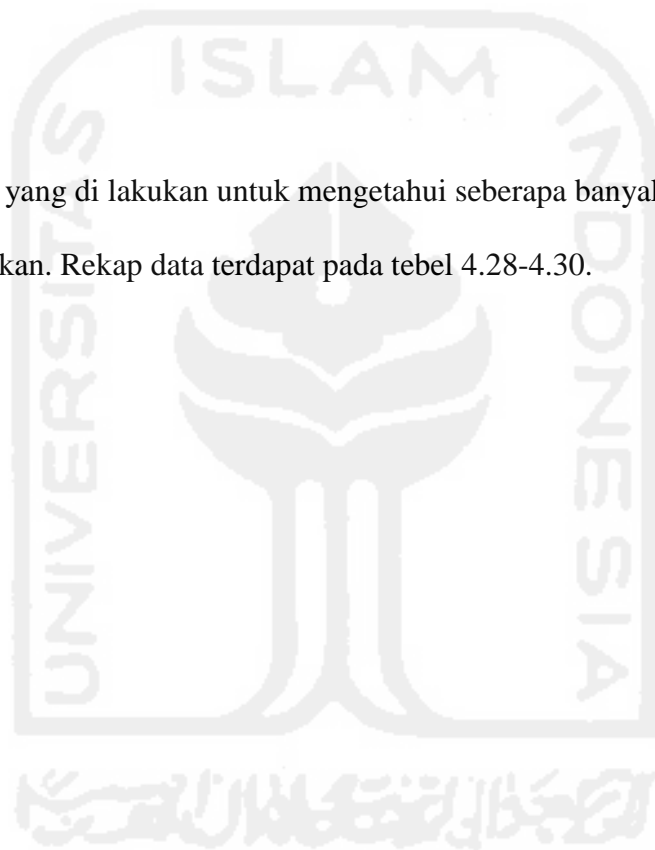 ISLAM
UNIVERSITAS
INDONESIA
yang di lakukan untuk mengetahui seberapa banyak
kan. Rekap data terdapat pada tebel 4.28-4.30.